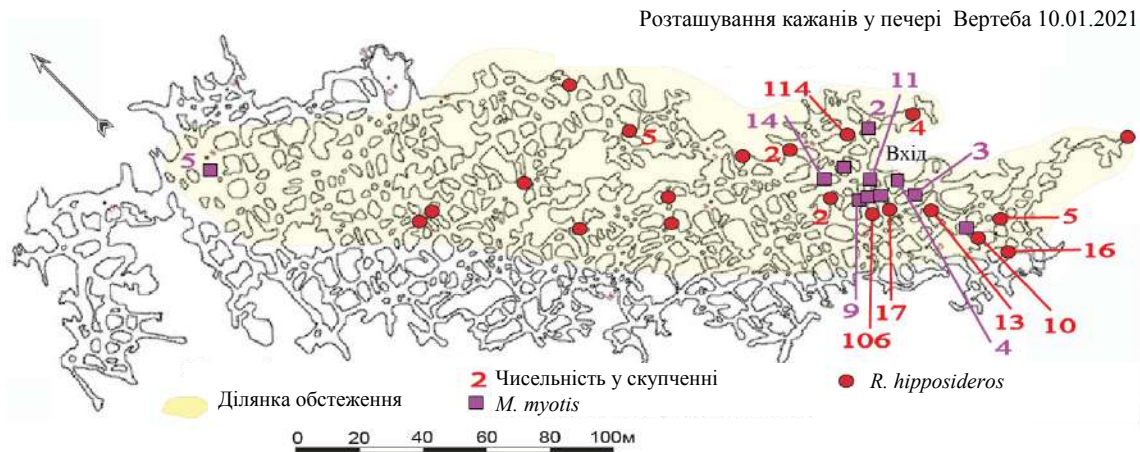 Розташування кажанів у печері Вертеба 10.01.2021
11
114
2
14
4
5
5
2
Вхід
3
2
5
16
9
17
13
10
106
4
2 Чисельність у скупченні
R. hipposideros
Ділянка обстеження
M. myotis
0 20 40 60 80 100м